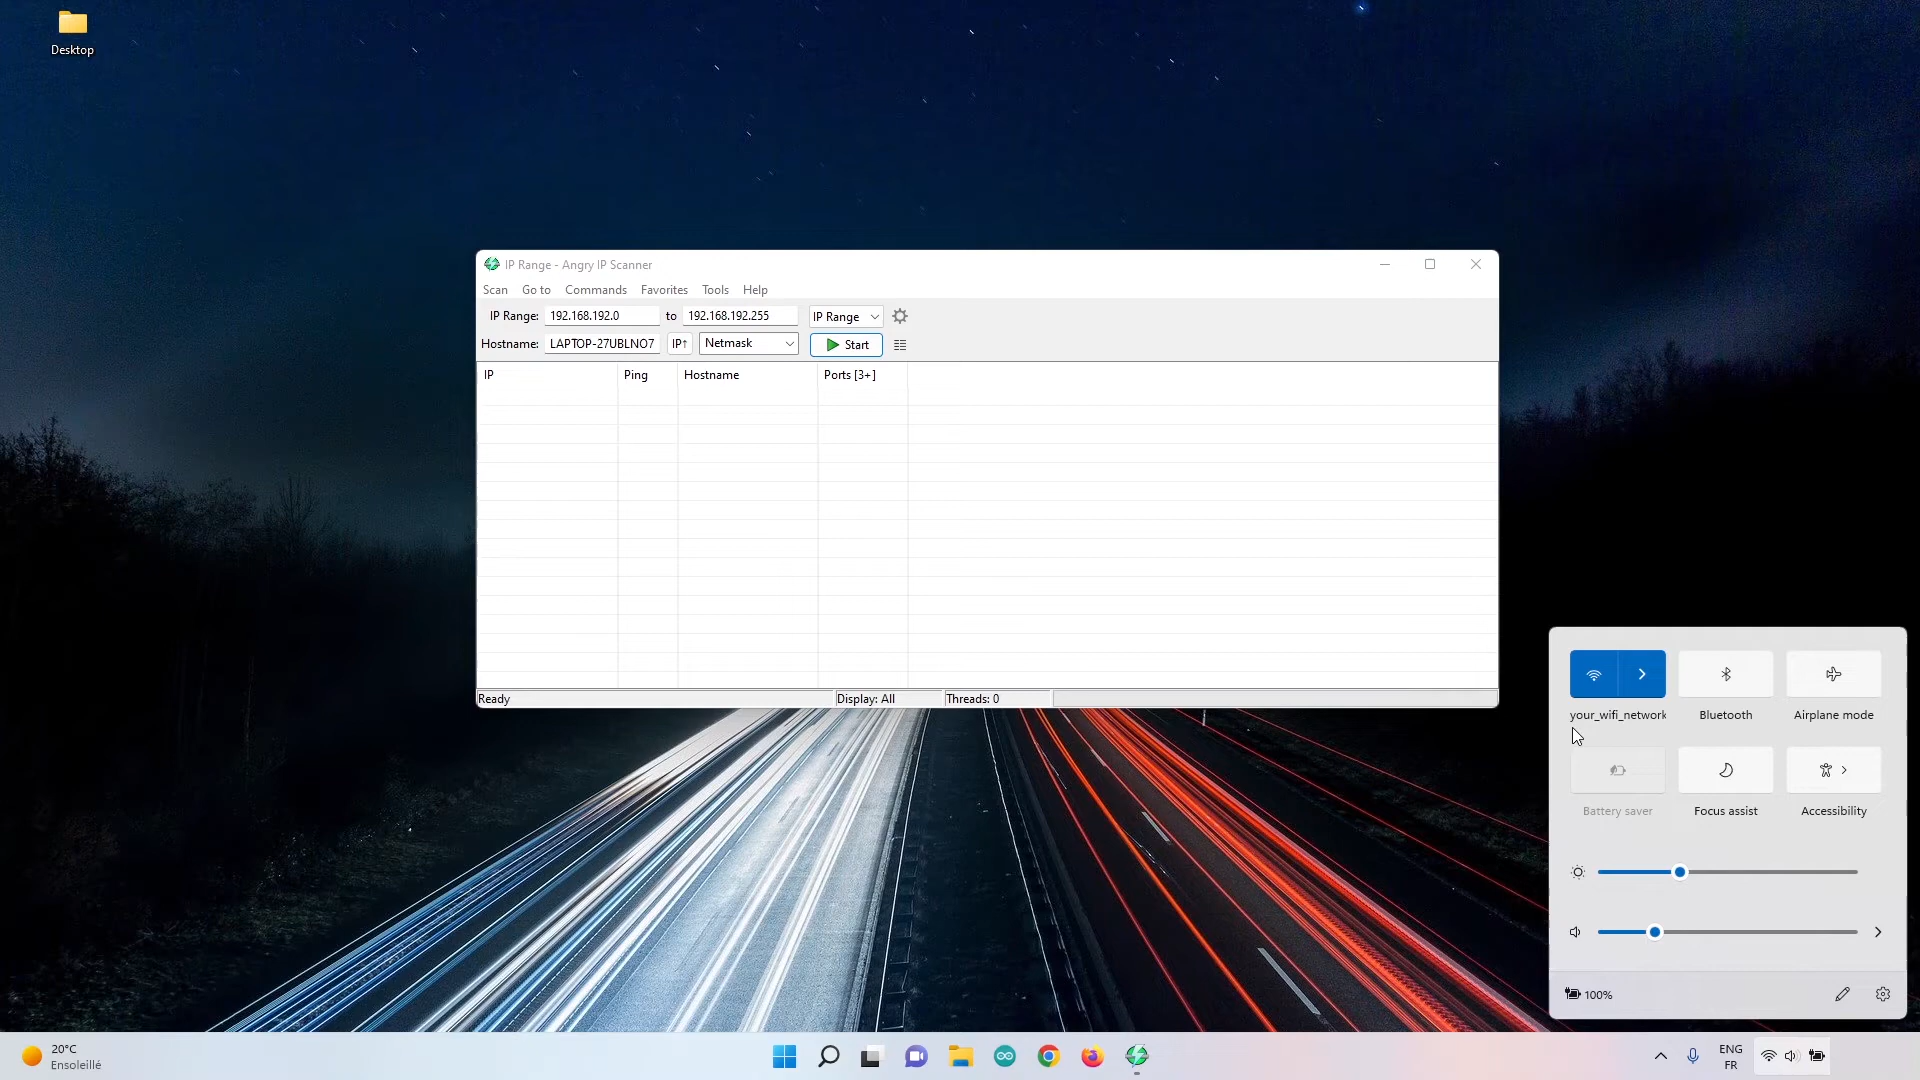 Desktop
IP Range - Angry IP Scanner
Scan Go to Commands Favorites Tools Help
IP Range: 192.168.192.0 to 192.168.192.255 IP Range
Hostname: LAPTOP-27UBLNO7 IP↑ Netmask Start
IP Ping Hostname Ports [3+]
Ready Display: All Threads: 0
your_wifi_network Bluetooth Airplane mode
Battery saver Focus assist Accessibility
100%
20°C
Ensoleillé
ENG
FR